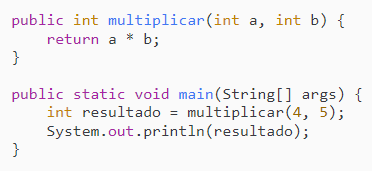 public int multiplicar(int a, int b) {
    return a * b;
}

public static void main(String[] args) {
    int resultado = multiplicar(4, 5);
    System.out.println(resultado);
}